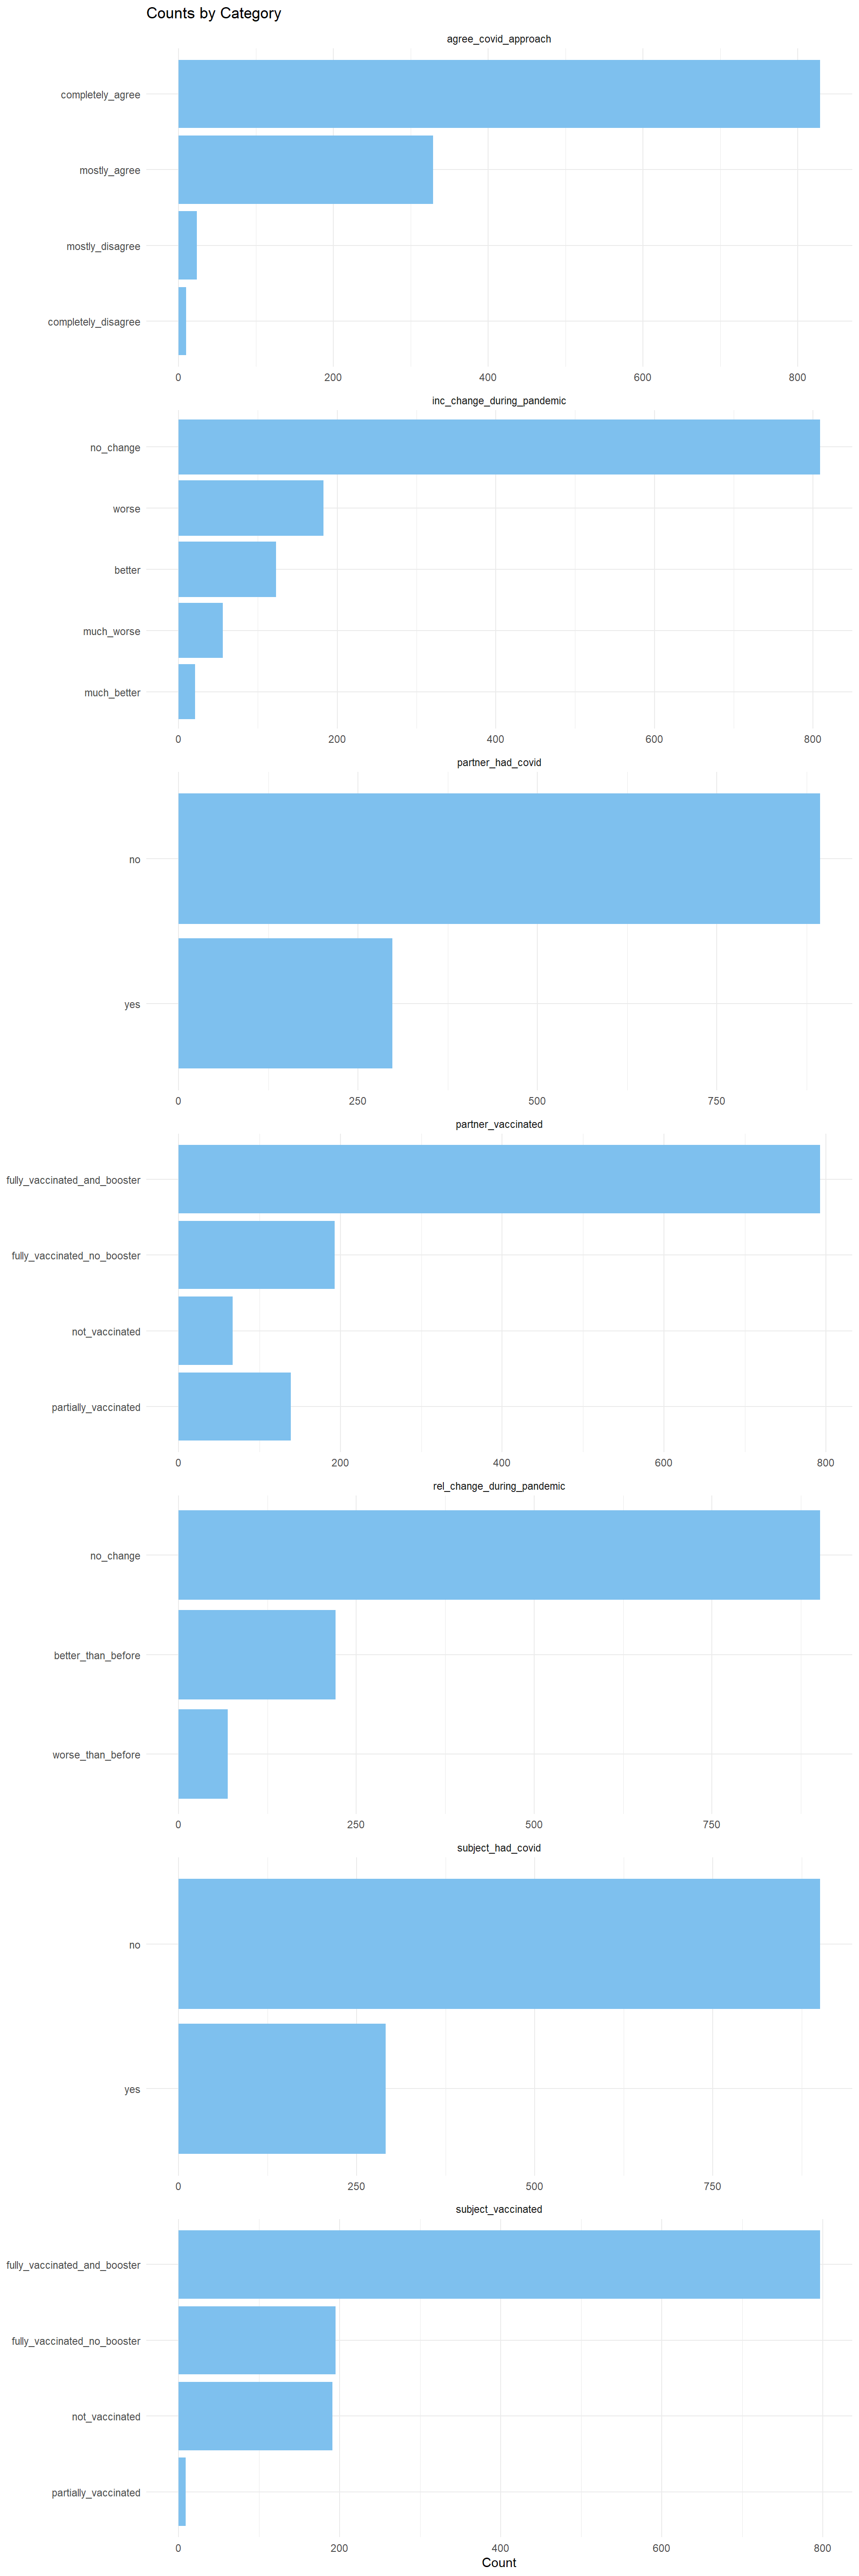 Counts by Category
agree_covid_approach
completely_agree
mostly_agree
mostly_disagree
completely_disagree
0 200 400 600 800
inc_change_during_pandemic
no_change
worse
better
much_worse
much_better
0 200 400 600 800
partner_had_covid
no
yes
0 250 500 750
partner_vaccinated
fully_vaccinated_and_booster
fully_vaccinated_no_booster
not_vaccinated
partially_vaccinated
0 200 400 600 800
rel_change_during_pandemic
no_change
better_than_before
worse_than_before
0 250 500 750
subject_had_covid
no
yes
0 250 500 750
subject_vaccinated
fully_vaccinated_and_booster
fully_vaccinated_no_booster
not_vaccinated
partially_vaccinated
0 200 400 600 800
Count